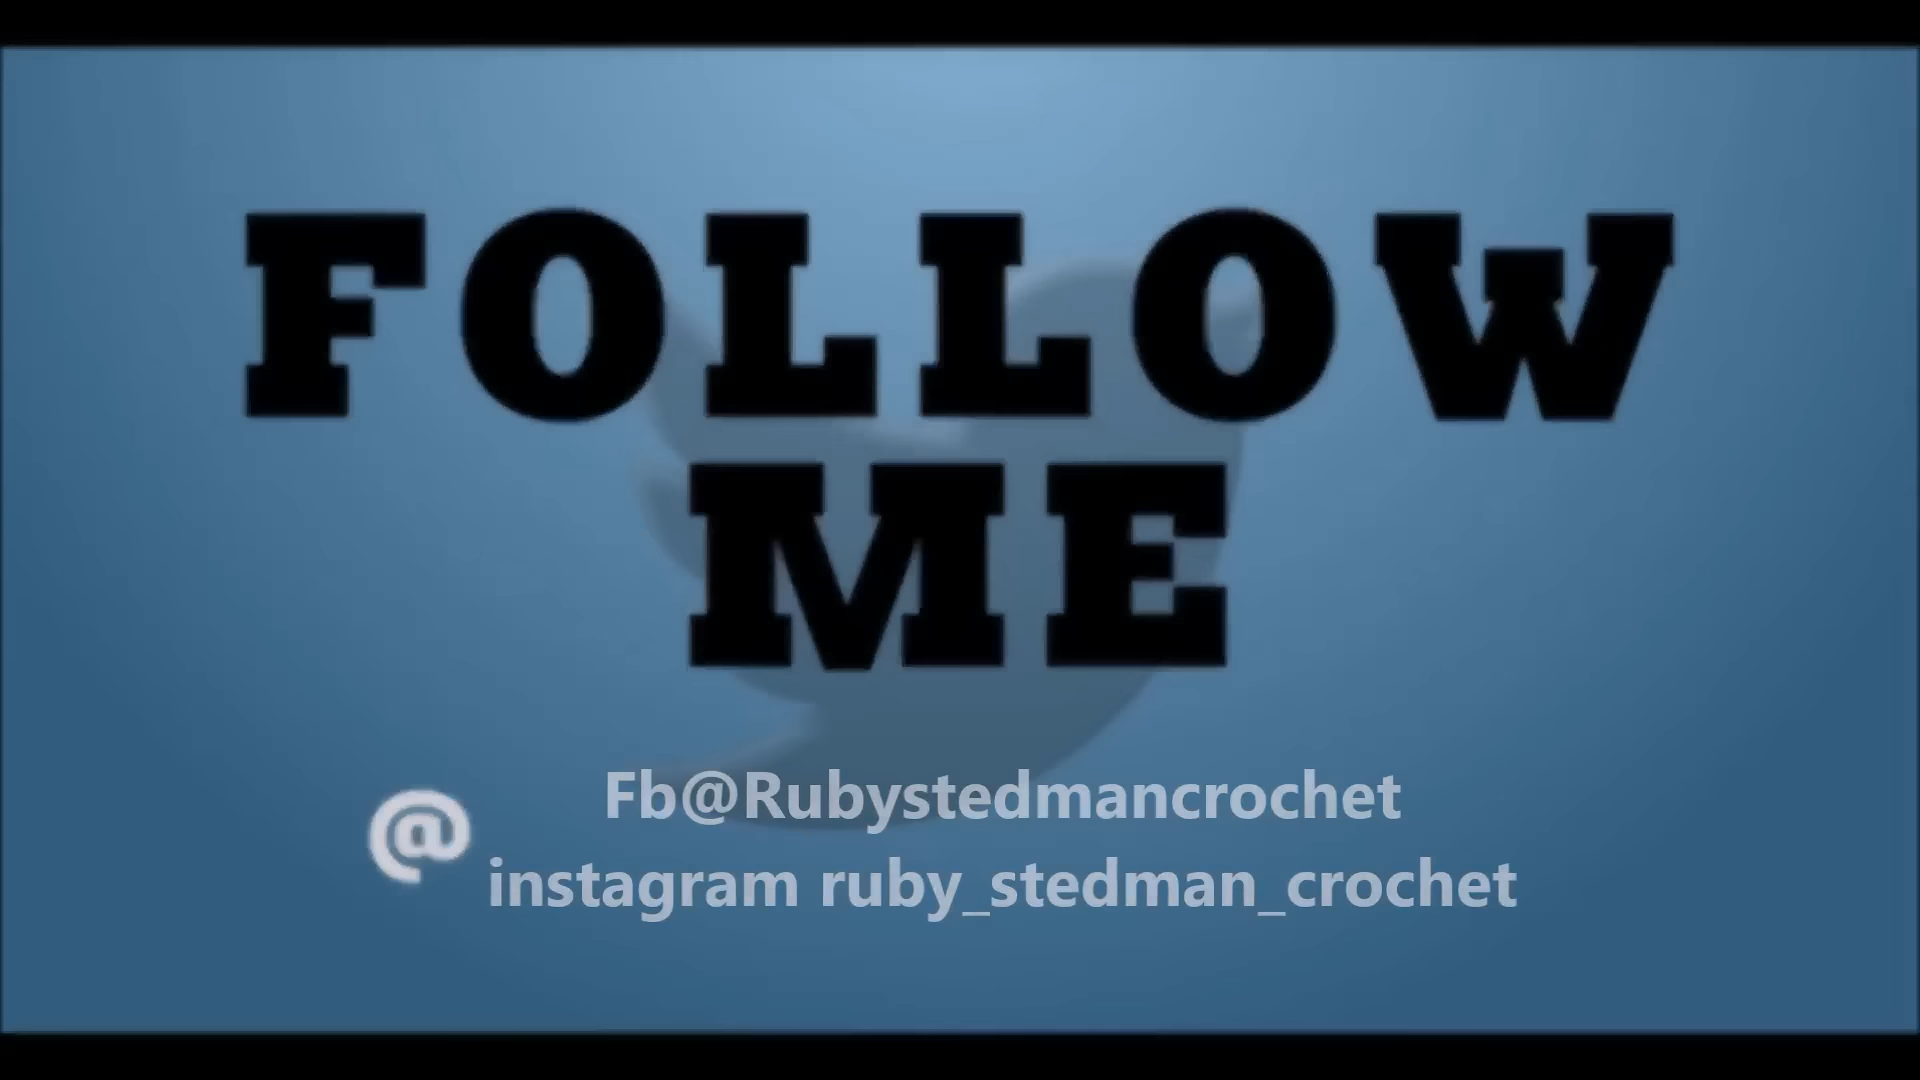 FOLLOW
ME
@
Fb@Rubystedmancrochet
instagram ruby_stedman_crochet